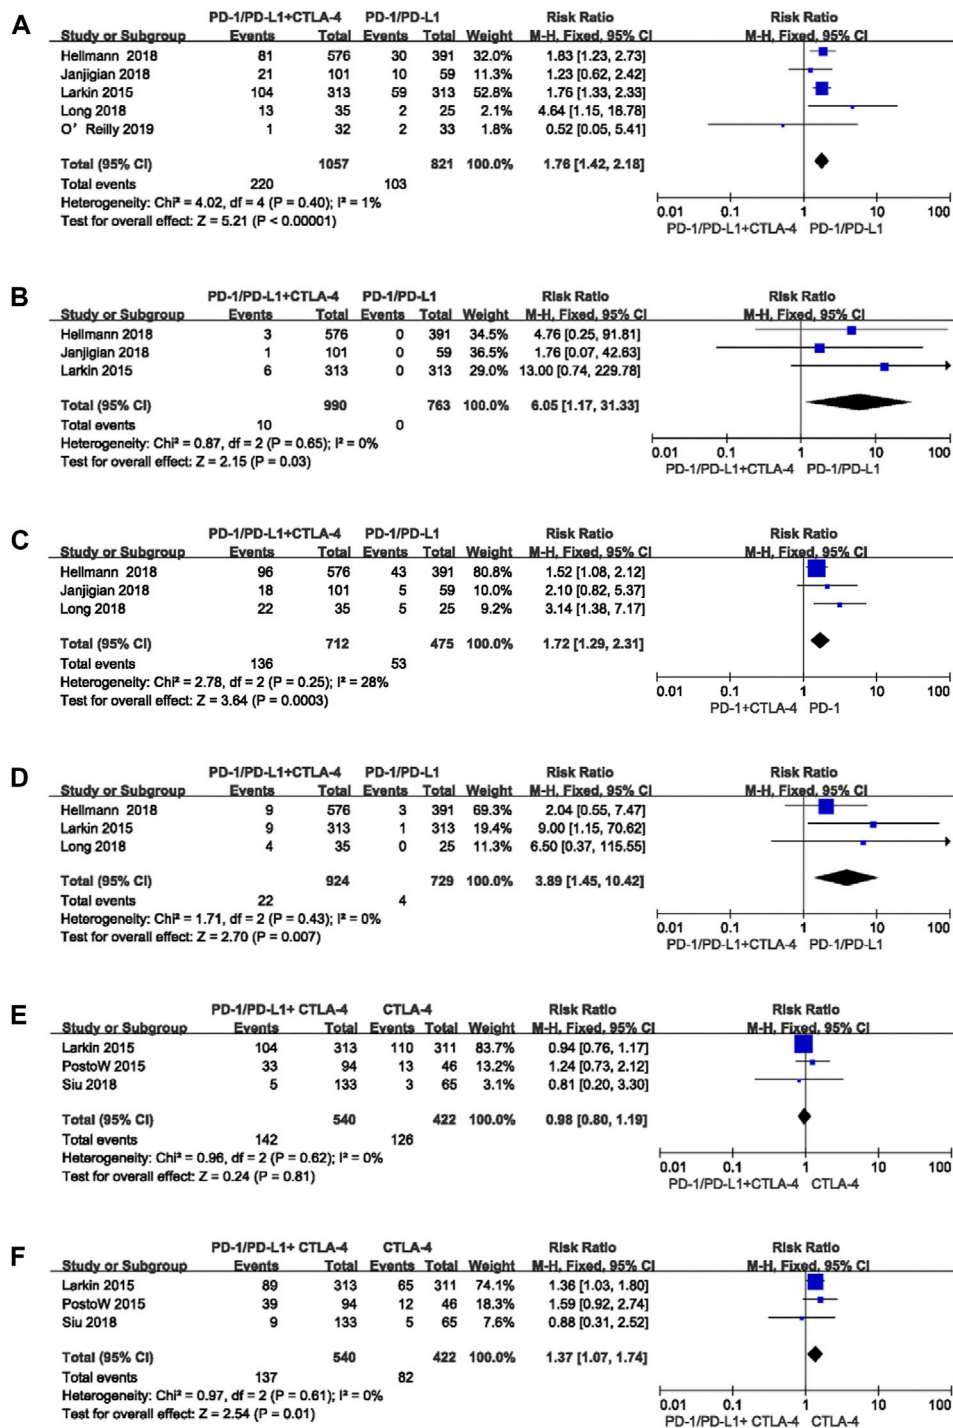 A
PD-1/PD-L1+CTLA-4 PD-1/PD-L1 Risk Ratio Risk Ratio
Study or Subgroup Events Total Events Total Weight M-H, Fixed, 95% CI M-H, Fixed, 95% CI
Hellmann 2018 81 576 30 391 32.0% 1.83 [1.23, 2.73]
Janjigian 2018 21 101 10 59 11.3% 1.23 [0.62, 2.42]
Larkin 2015 104 313 59 313 52.8% 1.76 [1.33, 2.33]
Long 2018 13 35 2 25 2.1% 4.64 [1.15, 18.78]
O' Reilly 2019 1 32 2 33 1.8% 0.52 [0.05, 5.41]
Total (95% CI) 1057 821 100.0% 1.76 [1.42, 2.18]
Total events 220 103
Heterogeneity: Chi² = 4.02, df = 4 (P = 0.40); I² = 1%
Test for overall effect: Z = 5.21 (P < 0.00001)
0.01 0.1 1 10 100
PD-1/PD-L1+CTLA-4 PD-1/PD-L1
B
PD-1/PD-L1+CTLA-4 PD-1/PD-L1 Risk Ratio Risk Ratio
Study or Subgroup Events Total Events Total Weight M-H, Fixed, 95% CI M-H, Fixed, 95% CI
Hellmann 2018 3 576 0 391 34.5% 4.76 [0.25, 91.81]
Janjigian 2018 1 101 0 59 36.5% 1.76 [0.07, 42.63]
Larkin 2015 6 313 0 313 29.0% 13.00 [0.74, 229.78]
Total (95% CI) 990 763 100.0% 6.05 [1.17, 31.33]
Total events 10 0
Heterogeneity: Chi² = 0.87, df = 2 (P = 0.65); I² = 0%
Test for overall effect: Z = 2.15 (P = 0.03)
0.01 0.1 1 10 100
PD-1/PD-L1+CTLA-4 PD-1/PD-L1
C
PD-1/PD-L1+CTLA-4 PD-1/PD-L1 Risk Ratio Risk Ratio
Study or Subgroup Events Total Events Total Weight M-H, Fixed, 95% CI M-H, Fixed, 95% CI
Hellmann 2018 96 576 43 391 80.8% 1.52 [1.08, 2.12]
Janjigian 2018 18 101 5 59 10.0% 2.10 [0.82, 5.37]
Long 2018 22 35 5 25 9.2% 3.14 [1.38, 7.17]
Total (95% CI) 712 475 100.0% 1.72 [1.29, 2.31]
Total events 136 53
Heterogeneity: Chi² = 2.78, df = 2 (P = 0.25); I² = 28%
Test for overall effect: Z = 3.64 (P = 0.0003)
0.01 0.1 1 10 100
PD-1+CTLA-4 PD-1
D
PD-1/PD-L1+CTLA-4 PD-1/PD-L1 Risk Ratio Risk Ratio
Study or Subgroup Events Total Events Total Weight M-H, Fixed, 95% CI M-H, Fixed, 95% CI
Hellmann 2018 9 576 3 391 69.3% 2.04 [0.55, 7.47]
Larkin 2015 9 313 1 313 19.4% 9.00 [1.15, 70.62]
Long 2018 4 35 0 25 11.3% 6.50 [0.37, 115.55]
Total (95% CI) 924 729 100.0% 3.89 [1.45, 10.42]
Total events 22 4
Heterogeneity: Chi² = 1.71, df = 2 (P = 0.43); I² = 0%
Test for overall effect: Z = 2.70 (P = 0.007)
0.01 0.1 1 10 100
PD-1/PD-L1+CTLA-4 PD-1/PD-L1
E
PD-1/PD-L1+ CTLA-4 CTLA-4 Risk Ratio Risk Ratio
Study or Subgroup Events Total Events Total Weight M-H, Fixed, 95% CI M-H, Fixed, 95% CI
Larkin 2015 104 313 110 311 83.7% 0.94 [0.76, 1.17]
PostoW 2015 33 94 13 46 13.2% 1.24 [0.73, 2.12]
Siu 2018 5 133 3 65 3.1% 0.81 [0.20, 3.30]
Total (95% CI) 540 422 100.0% 0.98 [0.80, 1.19]
Total events 142 126
Heterogeneity: Chi² = 0.96, df = 2 (P = 0.62); I² = 0%
Test for overall effect: Z = 0.24 (P = 0.81)
0.01 0.1 1 10 100
PD-1/PD-L1+CTLA-4 CTLA-4
F
PD-1/PD-L1+ CTLA-4 CTLA-4 Risk Ratio Risk Ratio
Study or Subgroup Events Total Events Total Weight M-H, Fixed, 95% CI M-H, Fixed, 95% CI
Larkin 2015 89 313 65 311 74.1% 1.36 [1.03, 1.80]
PostoW 2015 39 94 12 46 18.3% 1.59 [0.92, 2.74]
Siu 2018 9 133 5 65 7.6% 0.88 [0.31, 2.52]
Total (95% CI) 540 422 100.0% 1.37 [1.07, 1.74]
Total events 137 82
Heterogeneity: Chi² = 0.97, df = 2 (P = 0.61); I² = 0%
Test for overall effect: Z = 2.54 (P = 0.01)
0.01 0.1 1 10 100
PD-1/PD-L1+ CTLA-4 CTLA-4